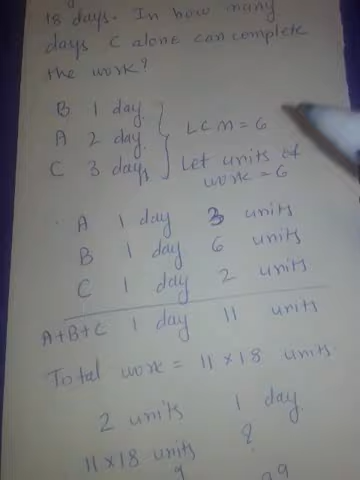 18 days. In how many
days C alone can complete
the work?
B 1 day
A 2 day
C 3 days
LCM = 6
Let units of
work = 6
A 1 day 3 units
B 1 day 6 units
C 1 day 2 units
A+B+C 1 day 11 units
Total work = 11 × 18 units
2 units 1 day
11 × 18 units ?
9
99